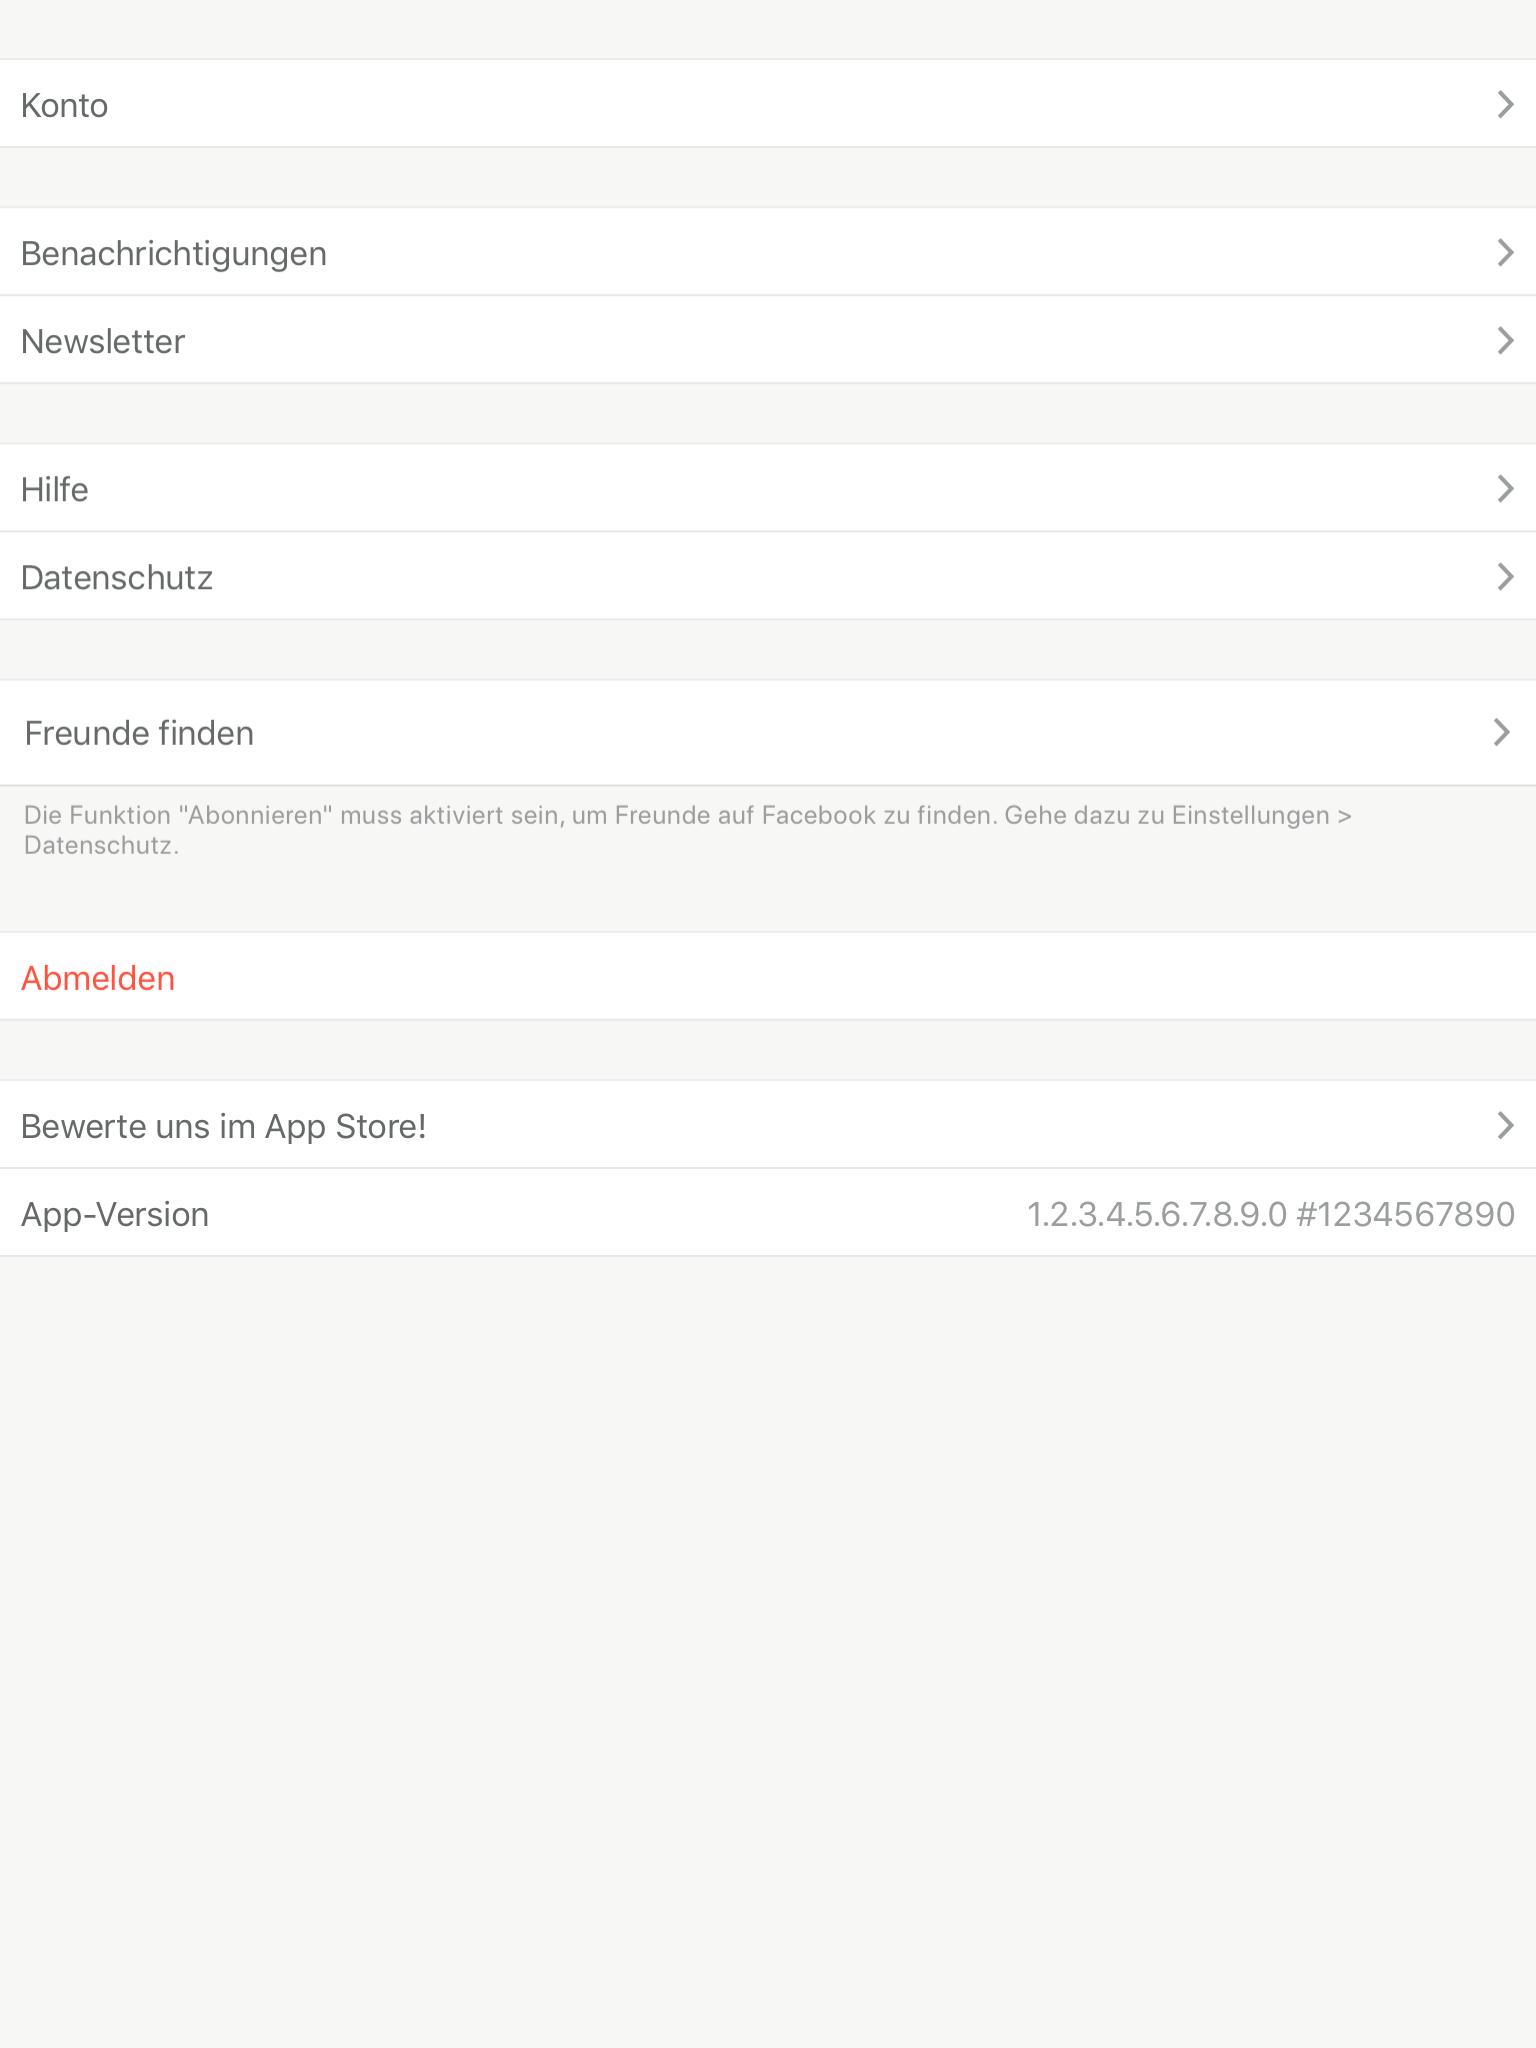 Konto
Benachrichtigungen
Newsletter
Hilfe
Datenschutz
Freunde finden
Die Funktion "Abonnieren" muss aktiviert sein, um Freunde auf Facebook zu finden. Gehe dazu zu Einstellungen >
Datenschutz.
Abmelden
Bewerte uns im App Store!
App-Version 1.2.3.4.5.6.7.8.9.0 #1234567890